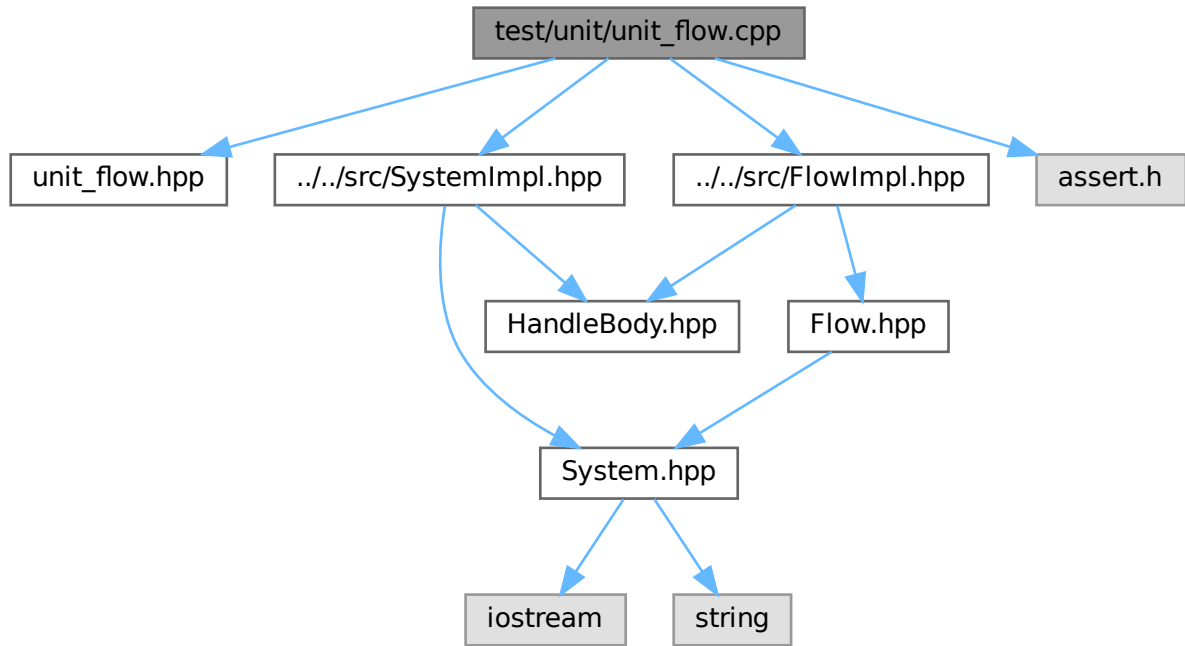 test/unit/unit_flow.cpp
unit_flow.hpp
../../src/SystemImpl.hpp
../../src/FlowImpl.hpp
assert.h
HandleBody.hpp
Flow.hpp
System.hpp
iostream
string